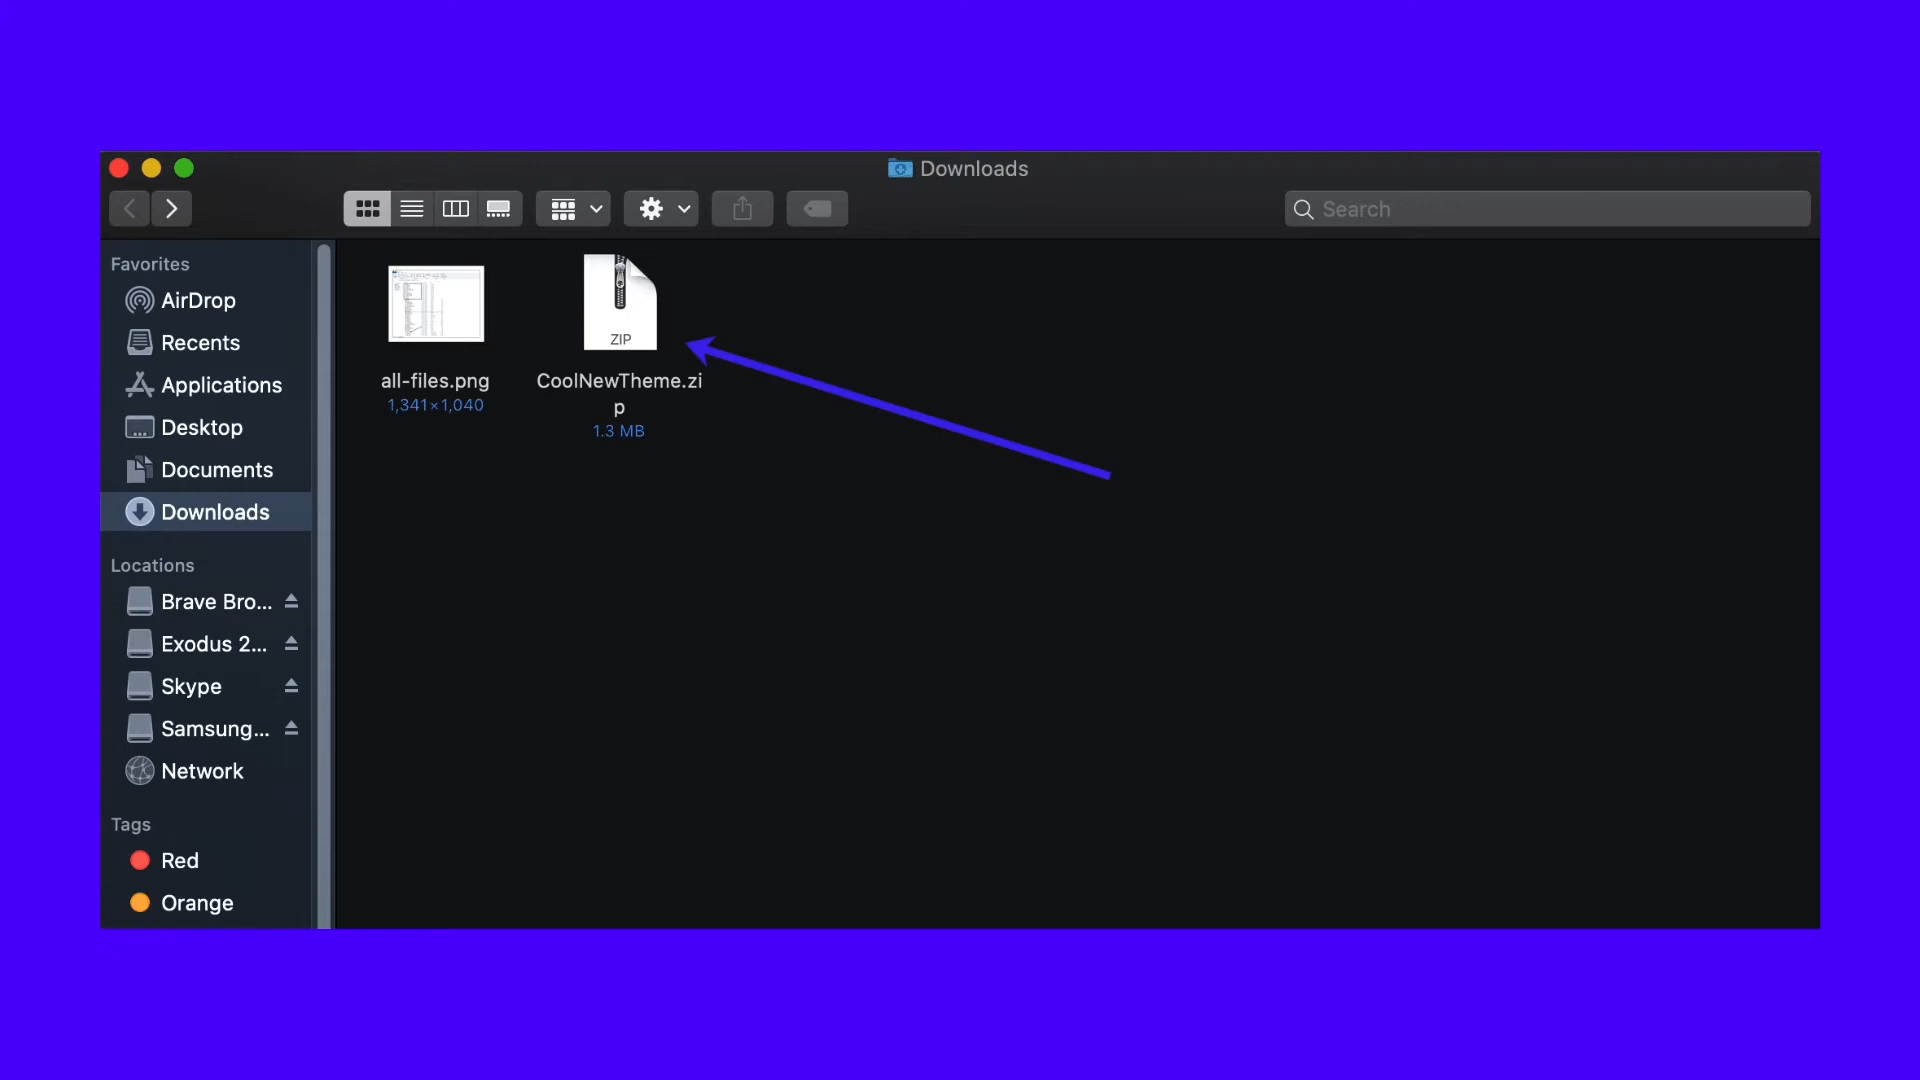 Downloads
Search
Favorites
AirDrop
Recents
Applications
Desktop
Documents
Downloads
Locations
Brave Bro...
Exodus 2...
Skype
Samsung...
Network
Tags
Red
Orange
all-files.png
1,341×1,040
ZIP
CoolNewTheme.zi
p
1.3 MB